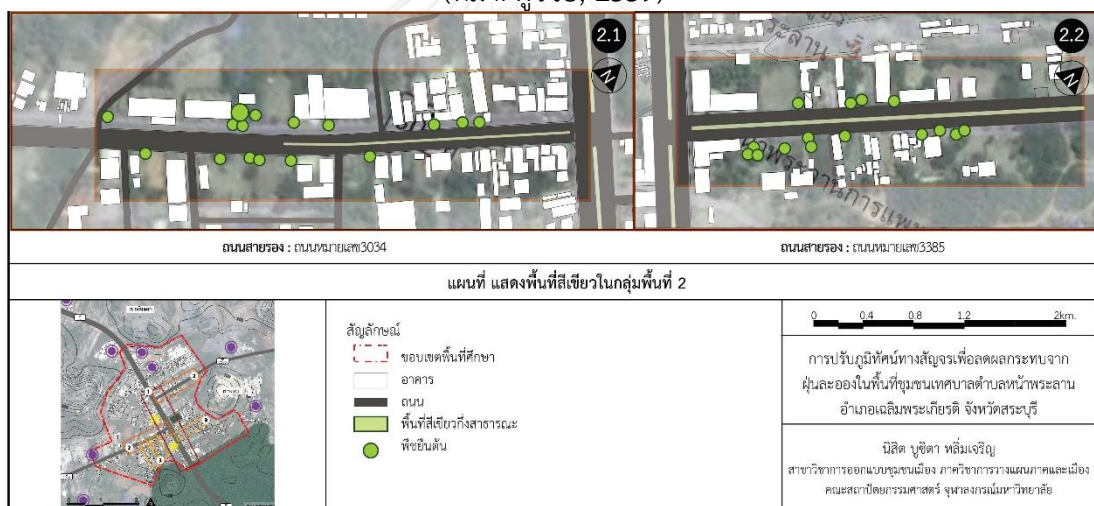 2.1
2.2
ถนนสายรอง : ถนนหมายเลข3034
ถนนสายรอง : ถนนหมายเลข3385
แผนที่ แสดงพื้นที่สีเขียวในกลุ่มพื้นที่ 2
สัญลักษณ์
ขอบเขตพื้นที่ศึกษา
อาคาร
ถนน
พื้นที่สีเขียวกึ่งสาธารณะ
พืชยืนต้น
0 0.4 0.8 1.2 2km.
การปรับภูมิทัศน์ทางสัญจรเพื่อลดผลกระทบจาก
ฝุ่นละอองในพื้นที่ชุมชนเทศบาลตำบลหน้าพระลาน
อำเภอเฉลิมพระเกียรติ จังหวัดสระบุรี
นิสิต บูชิตา หลิ่มเจริญ
สาขาวิชาการออกแบบชุมชนเมือง ภาควิชาการวางแผนภาคและเมือง
คณะสถาปัตยกรรมศาสตร์ จุฬาลงกรณ์มหาวิทยาลัย